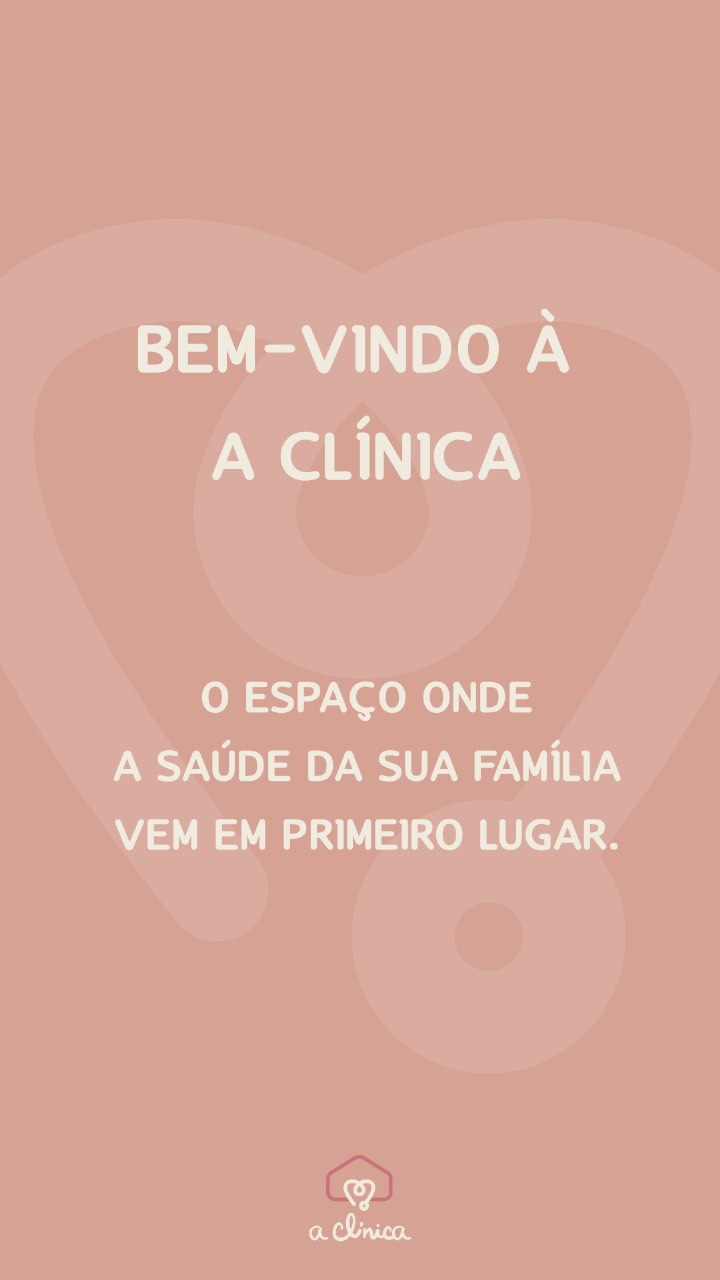 BEM-VINDO À
A CLÍNICA
O ESPAÇO ONDE
A SAÚDE DA SUA FAMÍLIA
VEM EM PRIMEIRO LUGAR.
a clínica